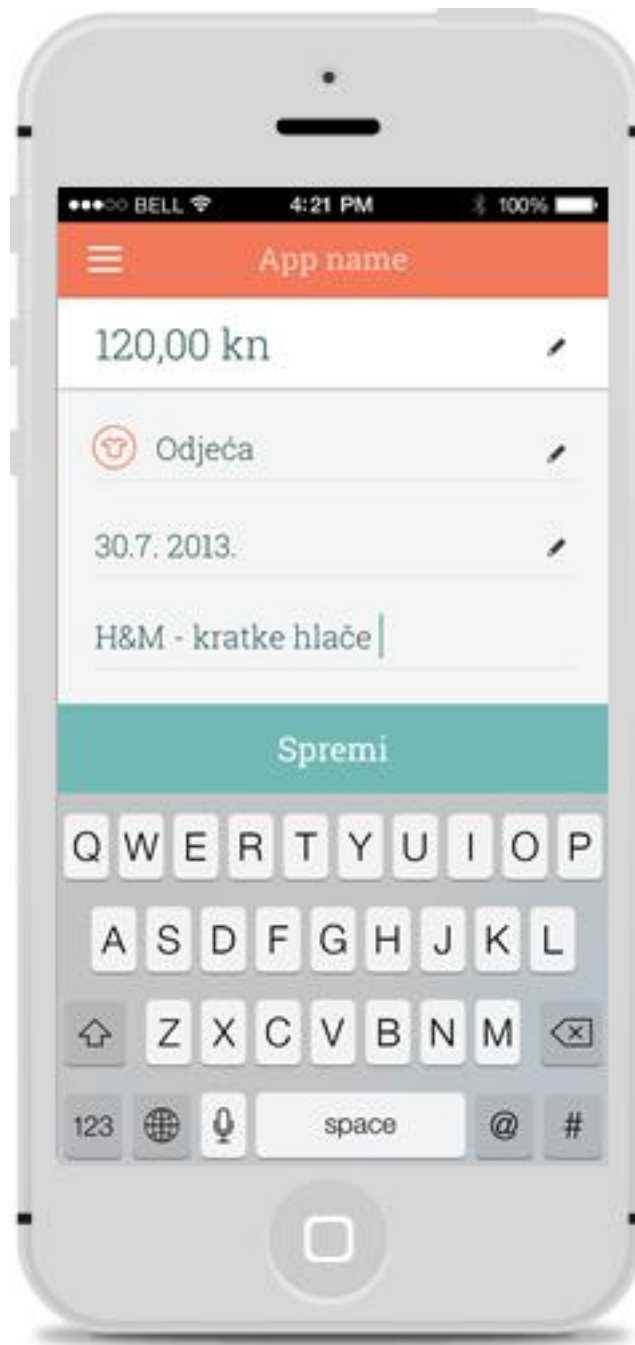 BELL 4:21 PM 100%
App name
120,00 kn
Odjeća
30.7. 2013.
H&M - kratke hlače
Spremi
Q W E R T Y U I O P
A S D F G H J K L
Z X C V B N M
123 space @ #